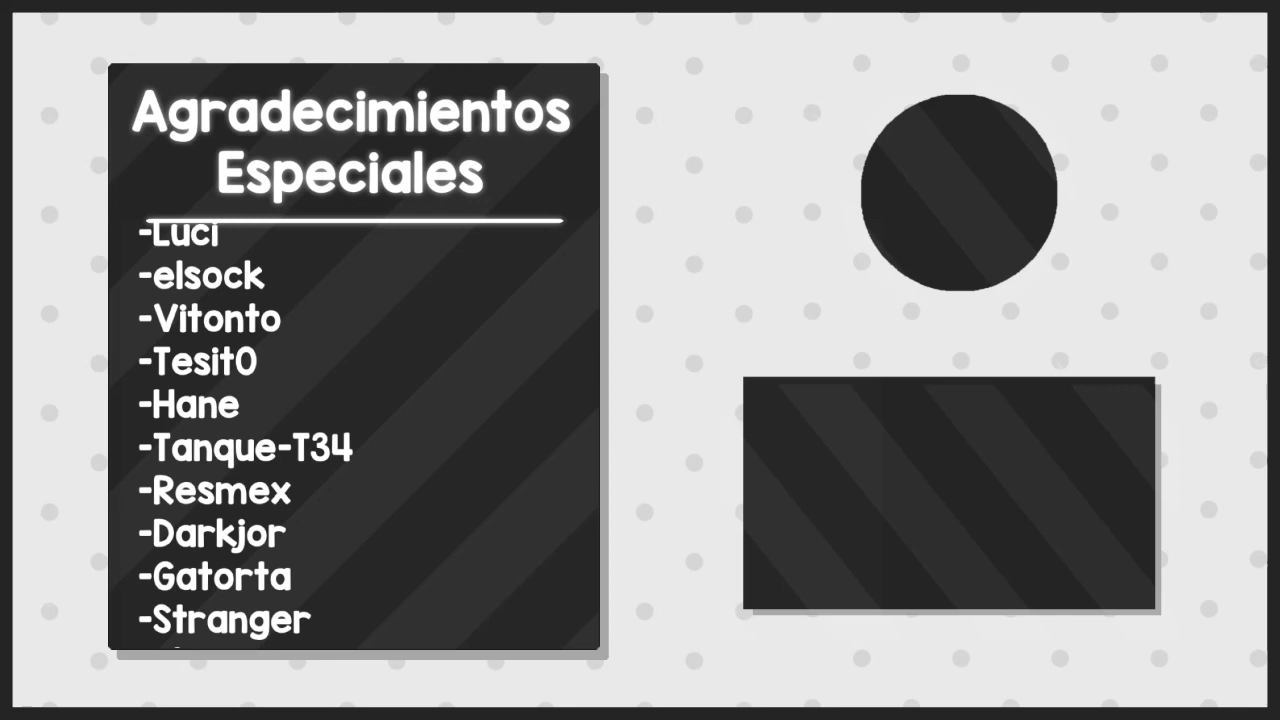 Agradecimientos
Especiales
-Luci
-elsock
-Vitonto
-Tesit0
-Hane
-Tanque-T34
-Resmex
-Darkjor
-Gatorta
-Stranger